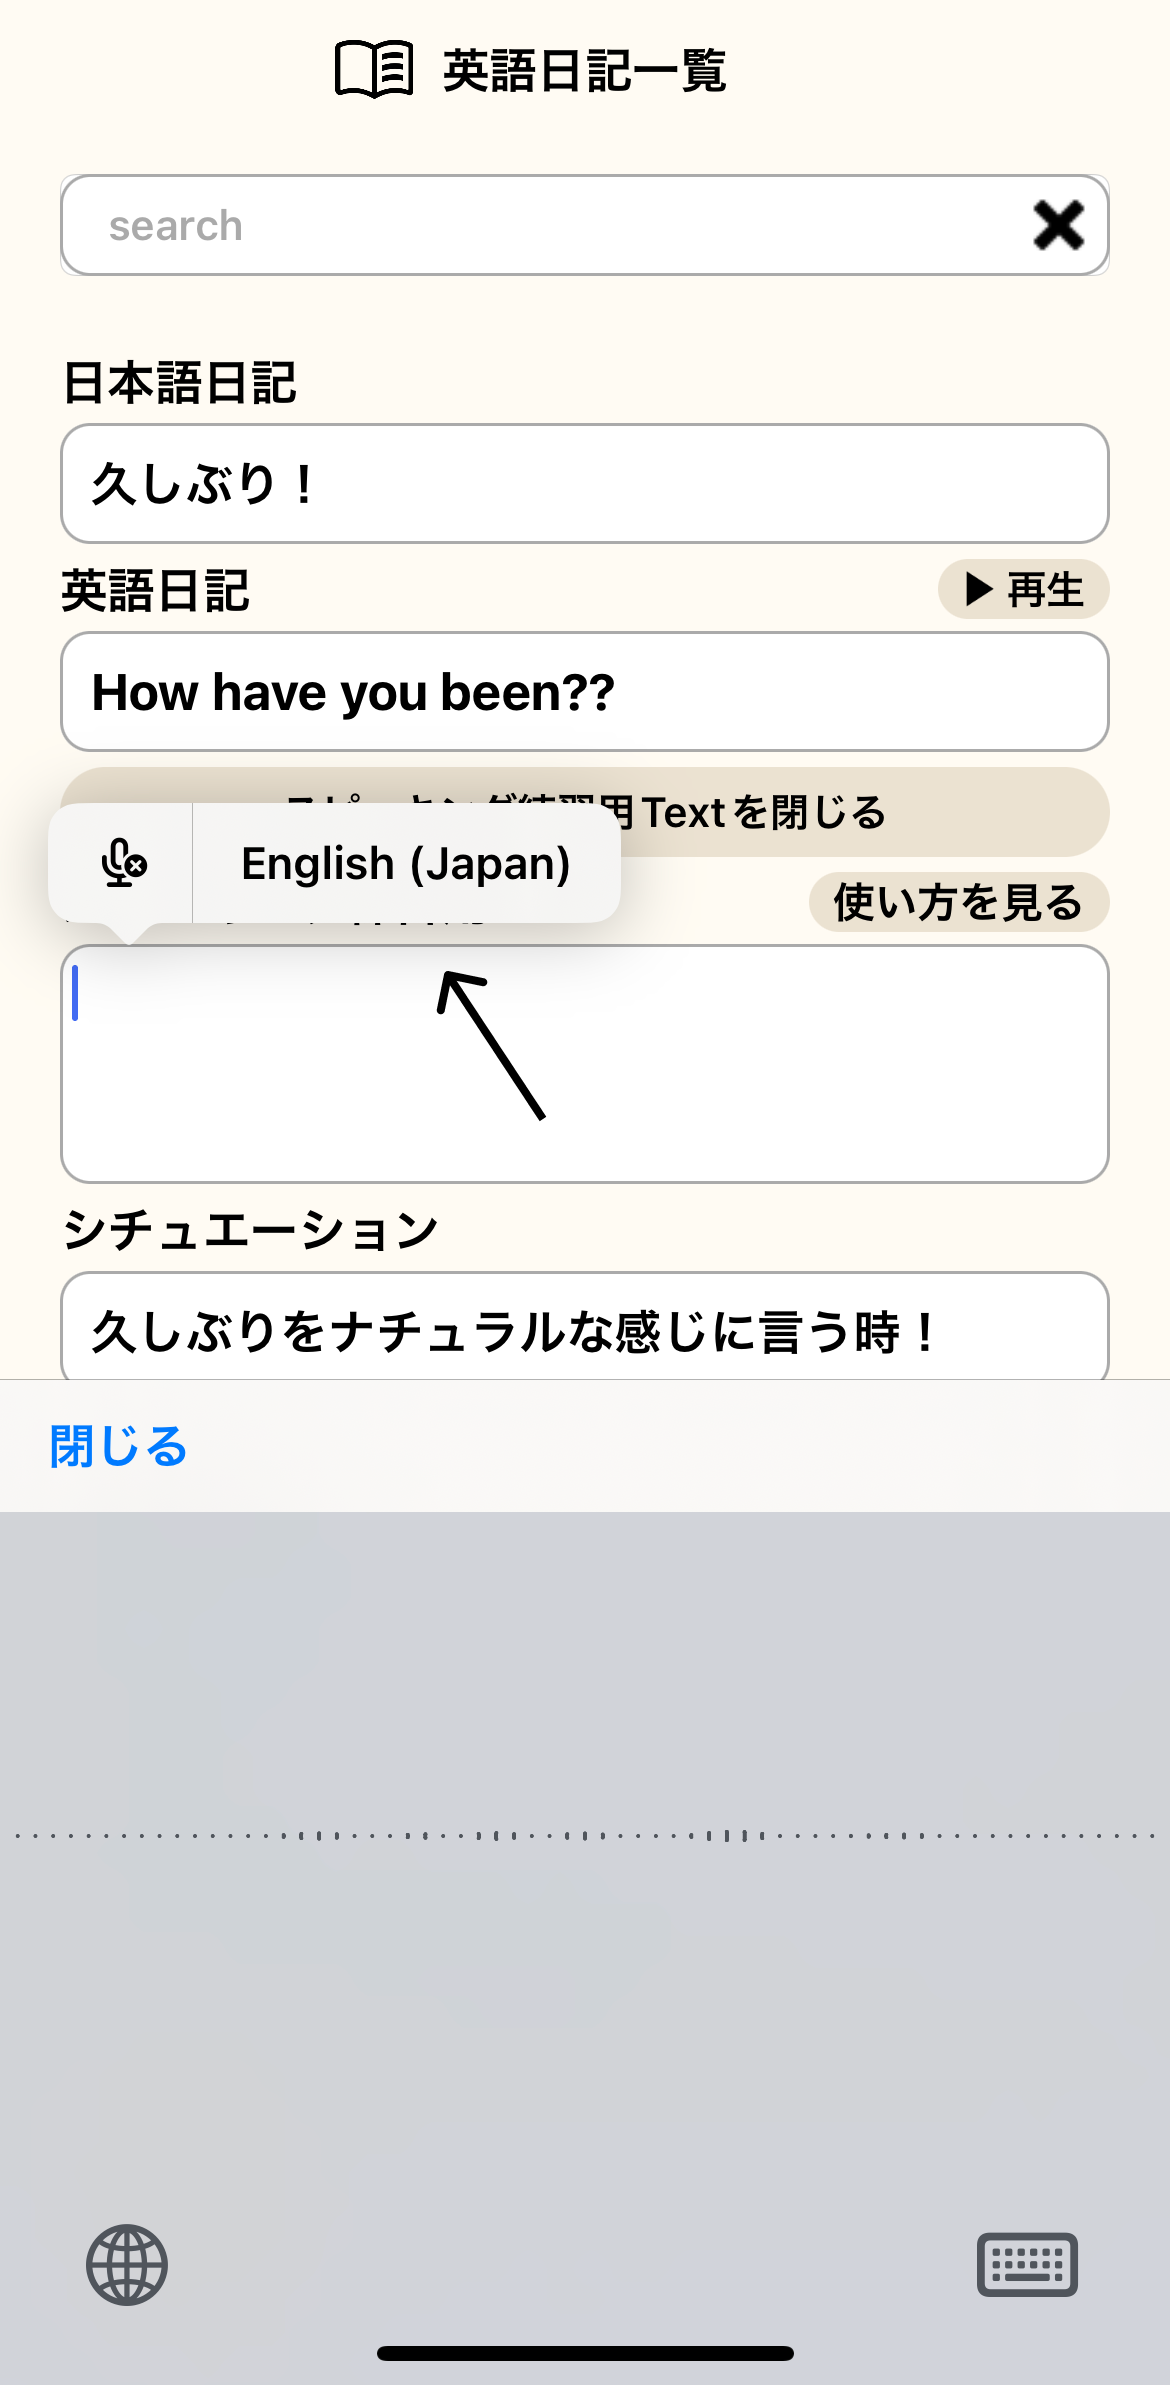 英語日記一覧
search
日本語日記
久しぶり！
英語日記
▶ 再生
How have you been??
用Textを閉じる
English (Japan)
使い方を見る
シチュエーション
久しぶりをナチュラルな感じに言う時！
閉じる